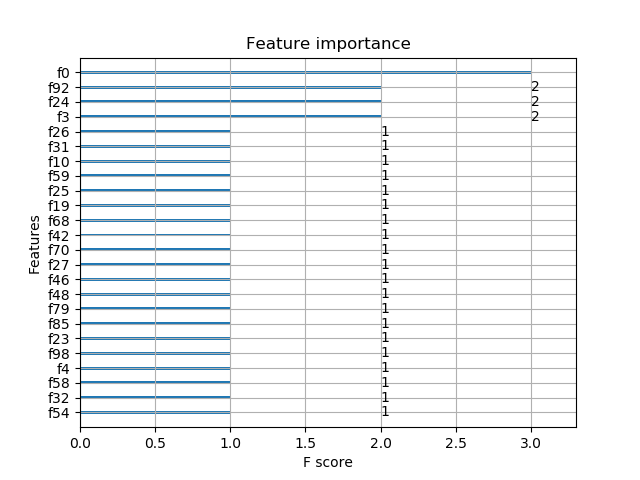 Feature importance
f0
f92 2
f24 2
f3 2
f26 1
f31 1
f10 1
f59 1
f25 1
f19 1
f68 1
f42 1
f70 1
f27 1
f46 1
f48 1
f79 1
f85 1
f23 1
f98 1
f4 1
f58 1
f32 1
f54 1
Features
0.0 0.5 1.0 1.5 2.0 2.5 3.0
F score